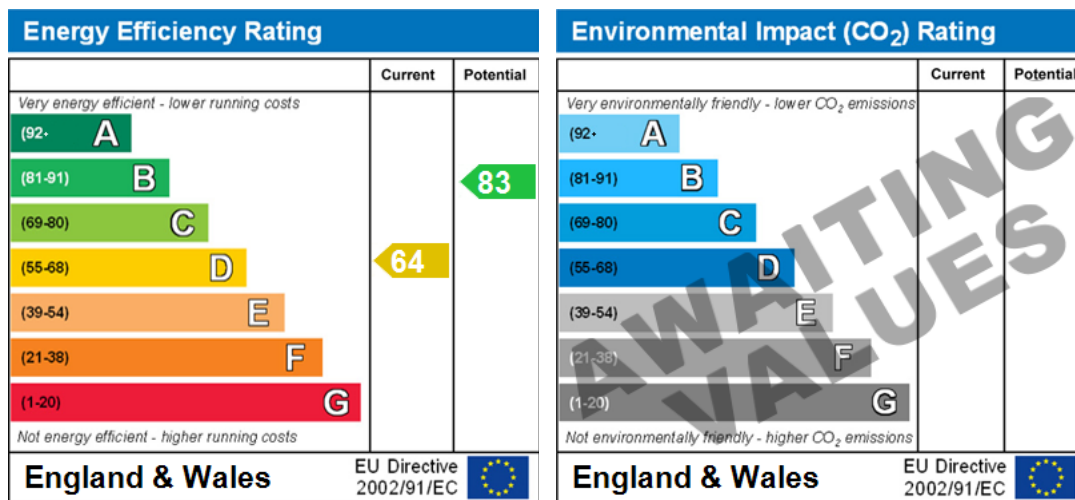 Energy Efficiency Rating
Current Potential
Very energy efficient - lower running costs
(92- A
(81-91) B
83
(69-80) C
(55-68) D
64
(39-54) E
(21-38) F
(1-20) G
Not energy efficient - higher running costs
England & Wales
EU Directive
2002/91/EC
Environmental Impact (CO2) Rating
Current Potential
Very environmentally friendly - lower CO2 emissions
(92- A
(81-91) B
(69-80) C
(55-68) D
(39-54) E
(21-38) F
(1-20) G
AWAITING
VALUES
Not environmentally friendly - higher CO2 emissions
England & Wales
EU Directive
2002/91/EC